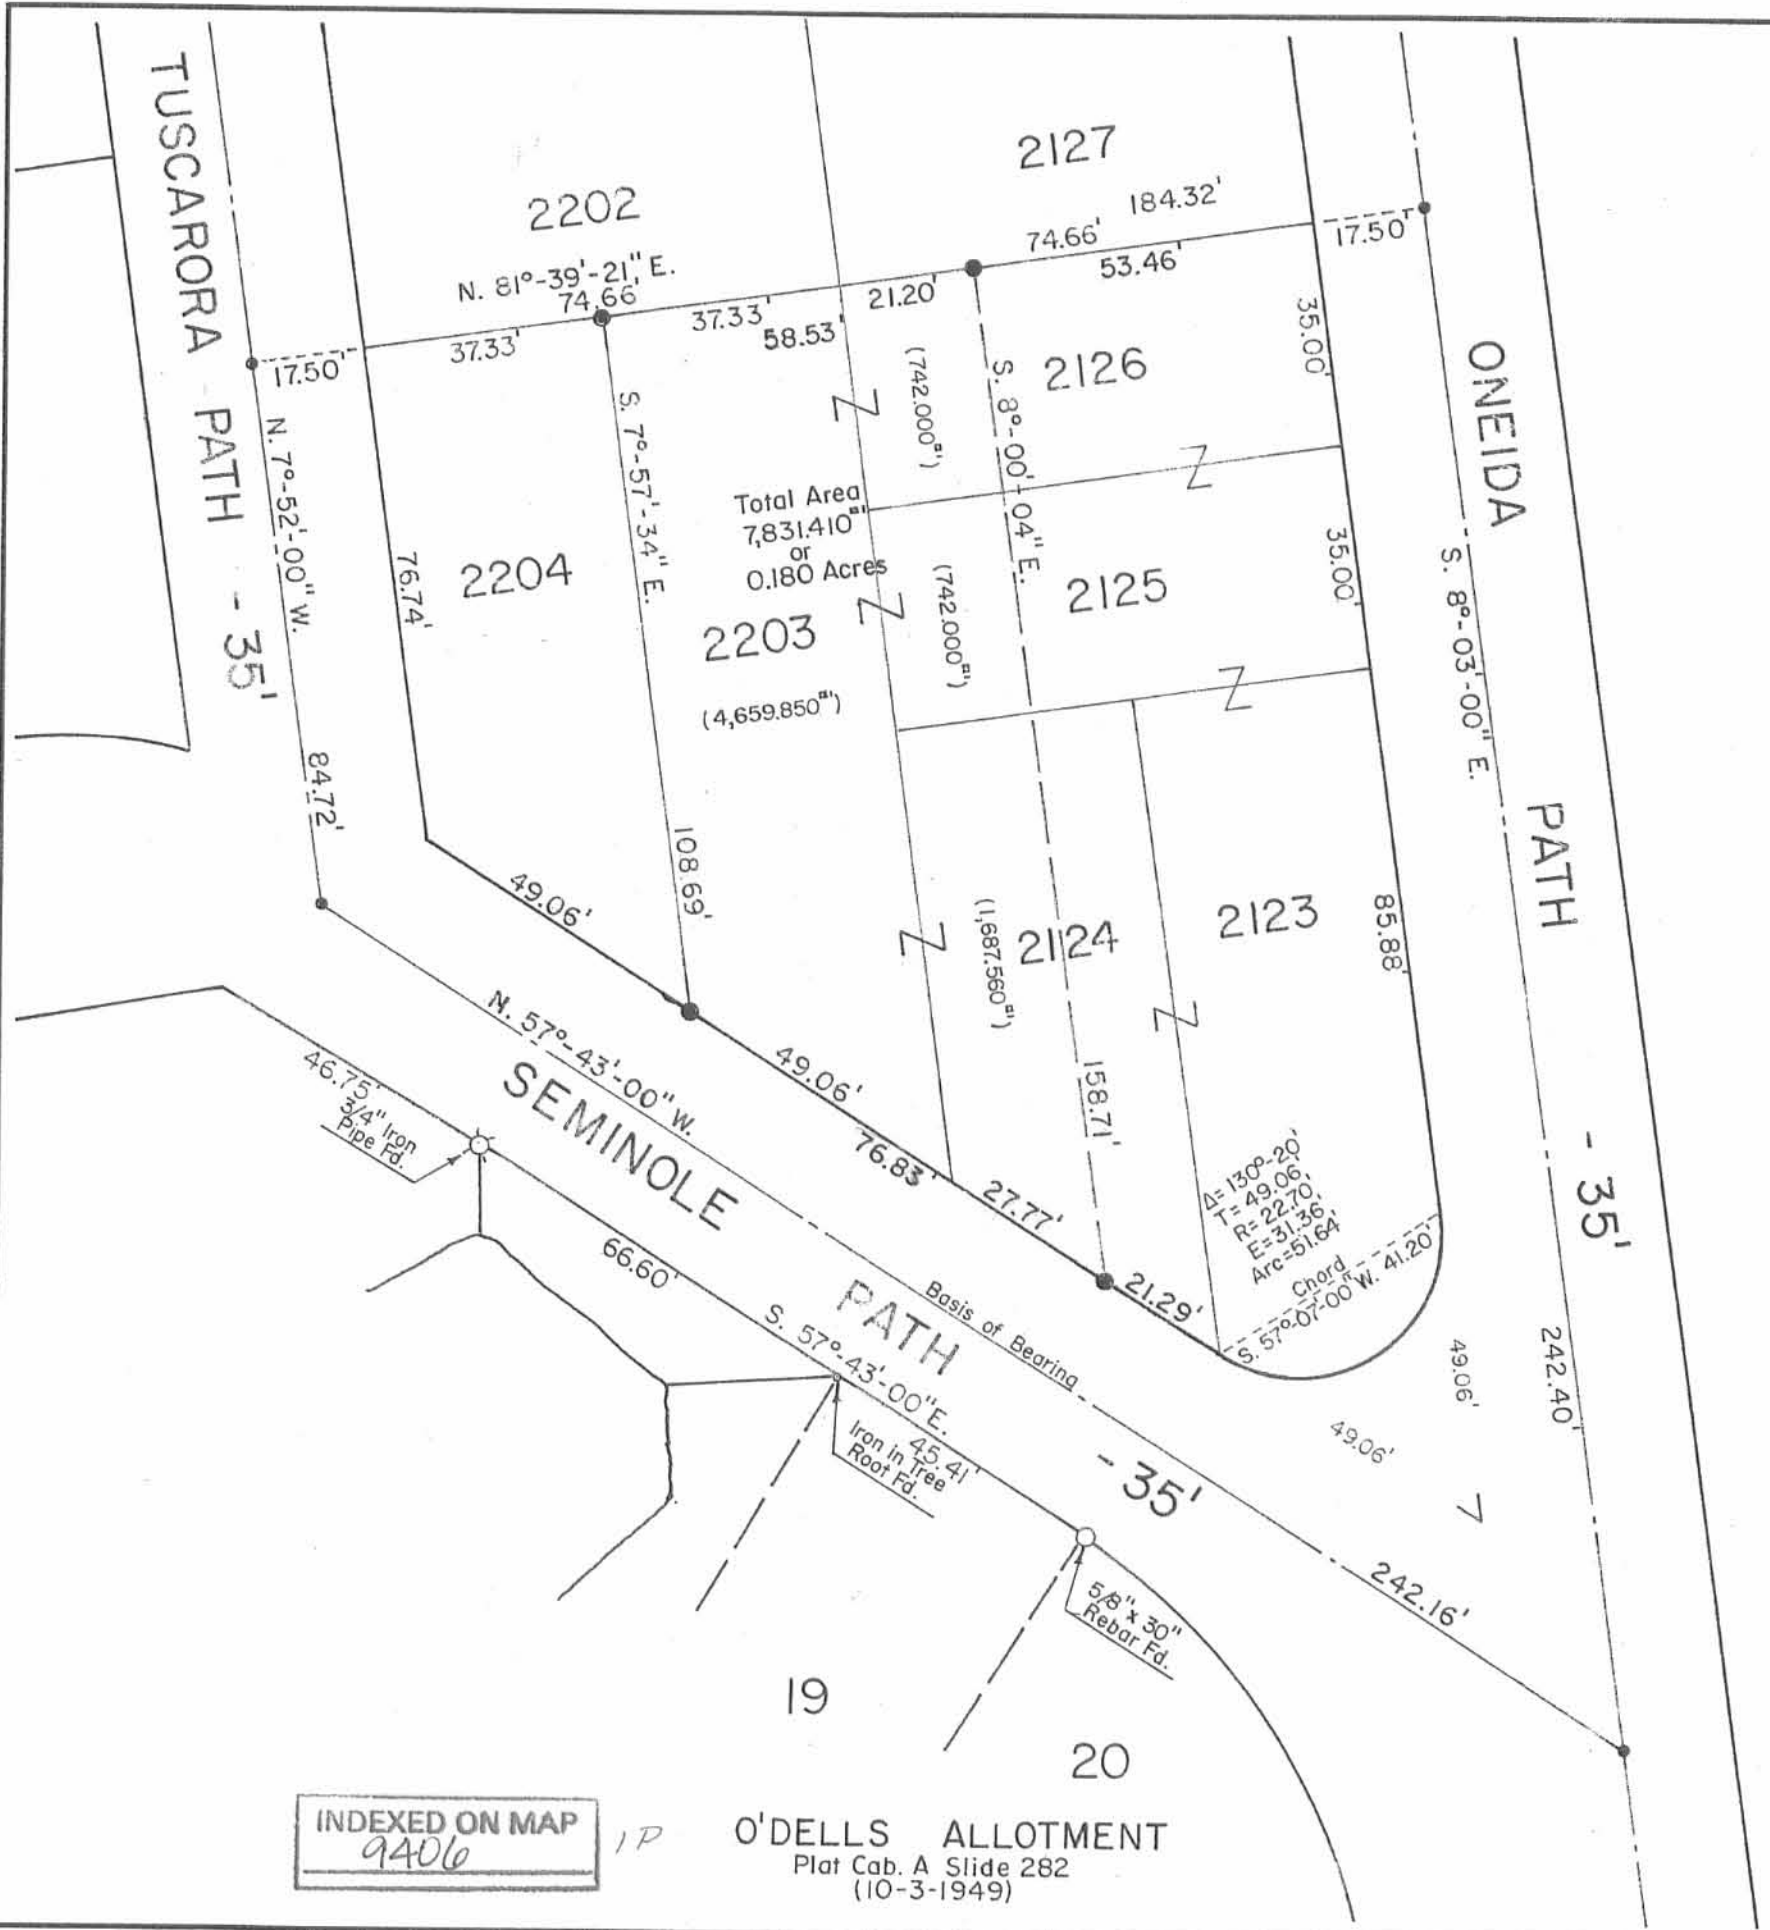 TUSCARORA PATH - 35'
2202
2127
184.32'
74.66'
53.46'
17.50'
N. 81°-39'-21" E.
74.66'
37.33'
37.33'
58.53'
21.20'
17.50'
N. 7°-52'-00" W.
84.72'
76.74'
2204
S. 7°-57'-34" E.
108.69'
Total Area
7,831.410□'
or
0.180 Acres
2203
(4,659.850□')
(742.000□')
S. 8°-00'-04" E.
158.71'
2126
35.00'
(742.000□')
2125
35.00'
(1,687.560□')
2124
2123
85.88'
ONEIDA PATH - 35'
S. 8°-03'-00" E.
242.40'
49.06'
49.06'
76.83'
27.77'
21.29'
Δ= 130°-20'
T= 49.06'
R= 22.70'
E= 31.36'
Arc=51.64'
Chord
S. 57°-07'-00" W. 41.20'
49.06'
49.06'
N. 57°-43'-00" W.
Basis of Bearing
242.16'
SEMINOLE PATH - 35'
46.75'
3/4" Iron
Pipe Fd.
66.60'
S. 57°-43'-00" E.
45.41'
Iron in Tree
Root Fd.
5/8" x 30"
Rebar Fd.
19
20
7
INDEXED ON MAP
9406
1P
O'DELLS ALLOTMENT
Plat Cab. A Slide 282
(10-3-1949)